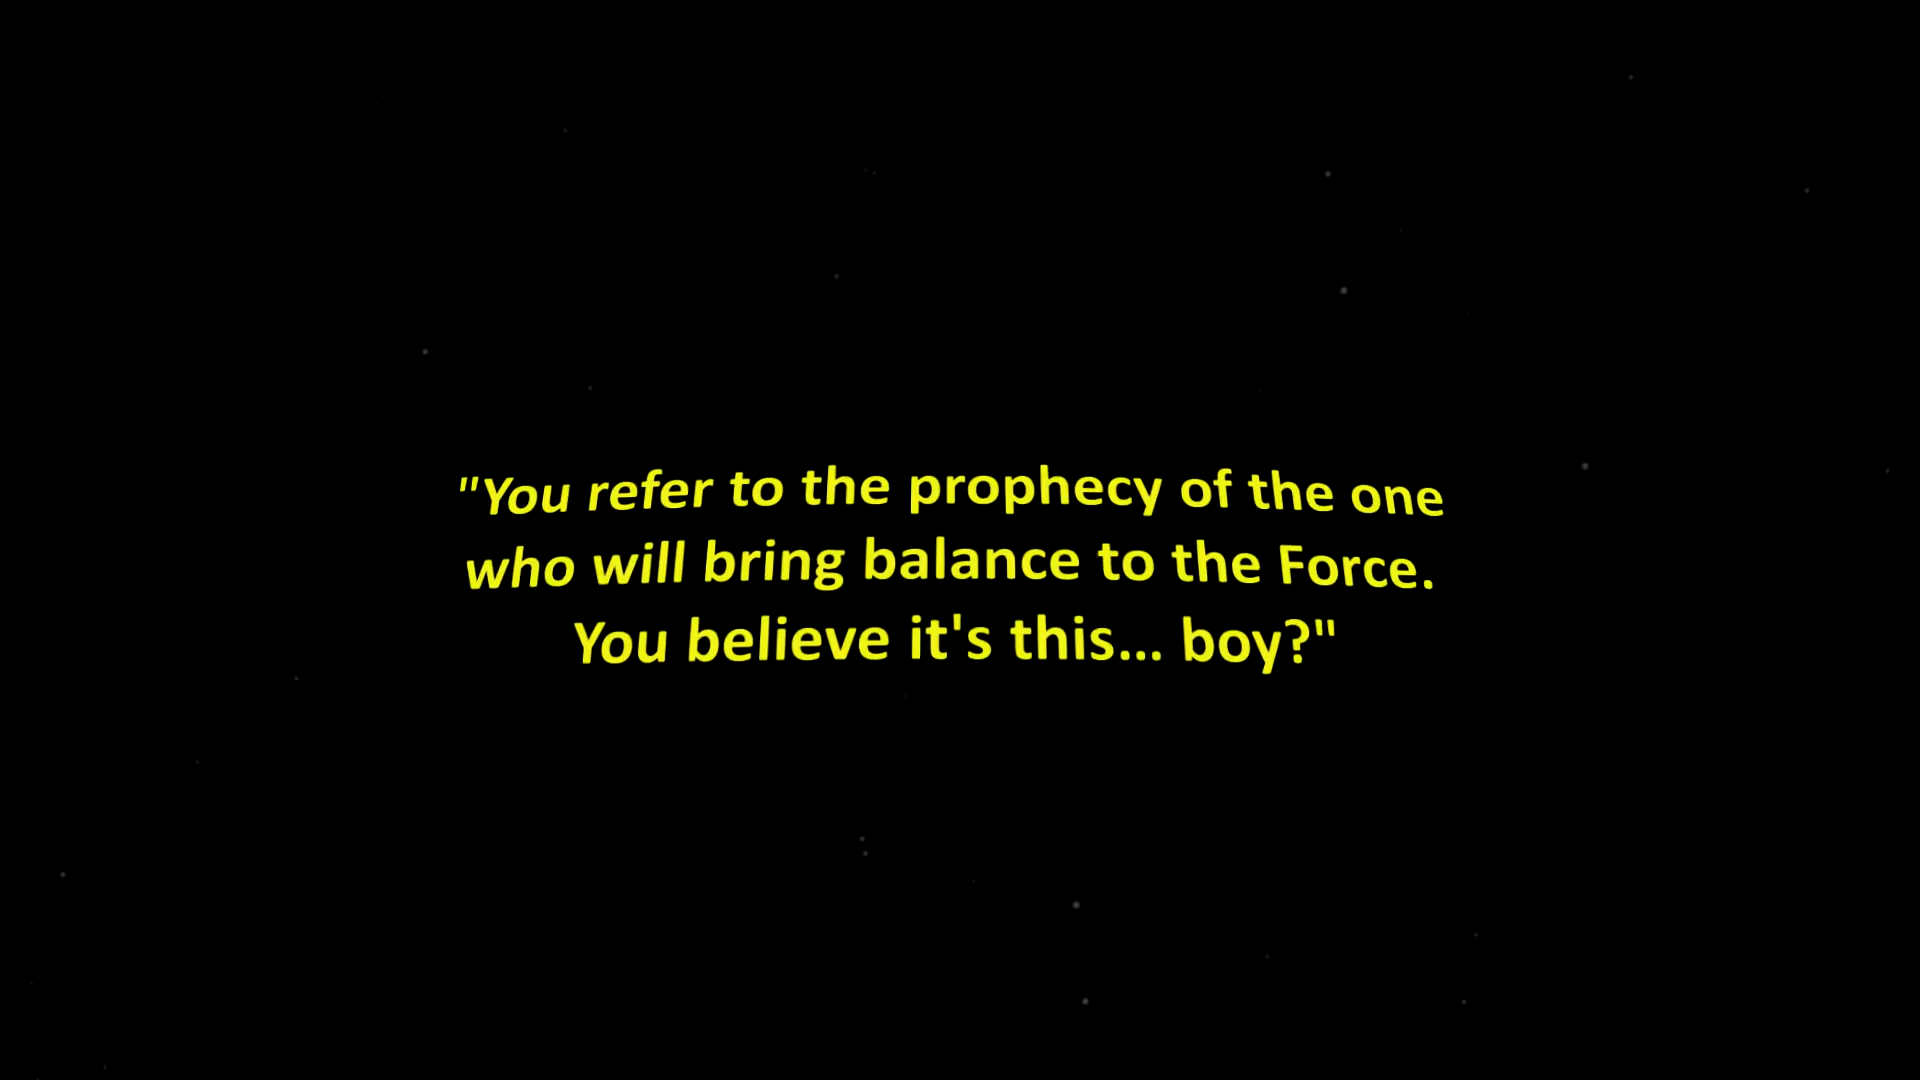 "You refer to the prophecy of the one
who will bring balance to the Force.
You believe it's this... boy?"